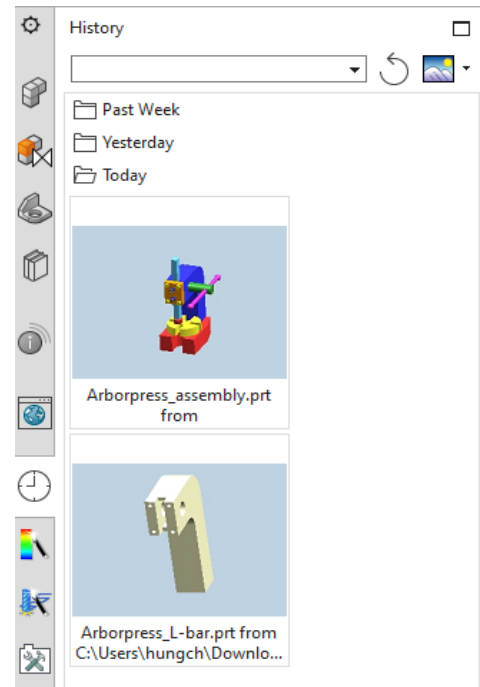 History
Past Week
Yesterday
Today
Arborpress_assembly.prt
from
Arborpress_L-bar.prt from
C:\Users\hungch\Downlo...